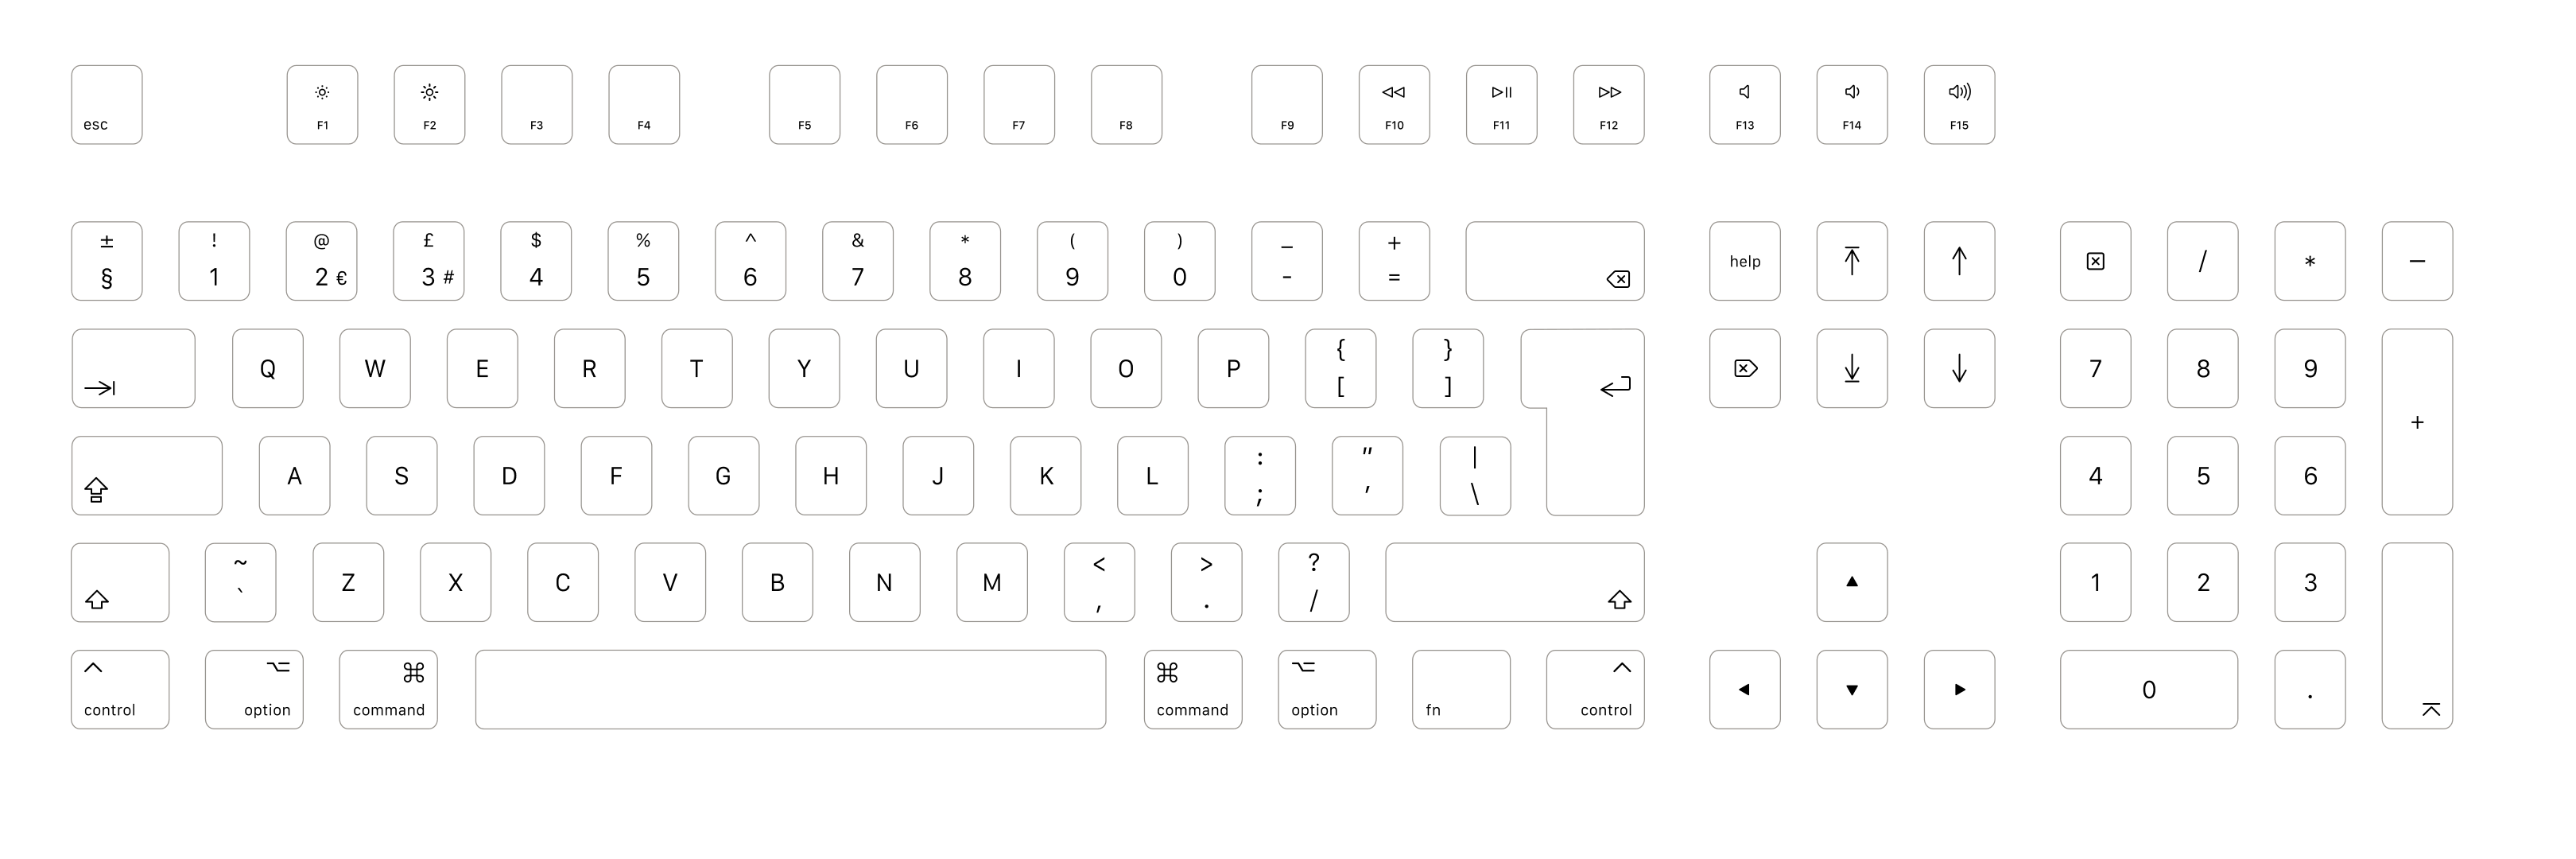 esc F1 F2 F3 F4 F5 F6 F7 F8 F9 F10 F11 F12 F13 F14 F15
± ! @ £ $ % ^ & * ( ) _ +
§ 1 2 € 3 # 4 5 6 7 8 9 0 - = help / * −
Q W E R T Y U I O P { [ } ] 7 8 9 +
A S D F G H J K L : ; " ' | \ 4 5 6
~ ` Z X C V B N M < , > . ? / 1 2 3
control option ⌘ command ⌘ command option fn control 0 .